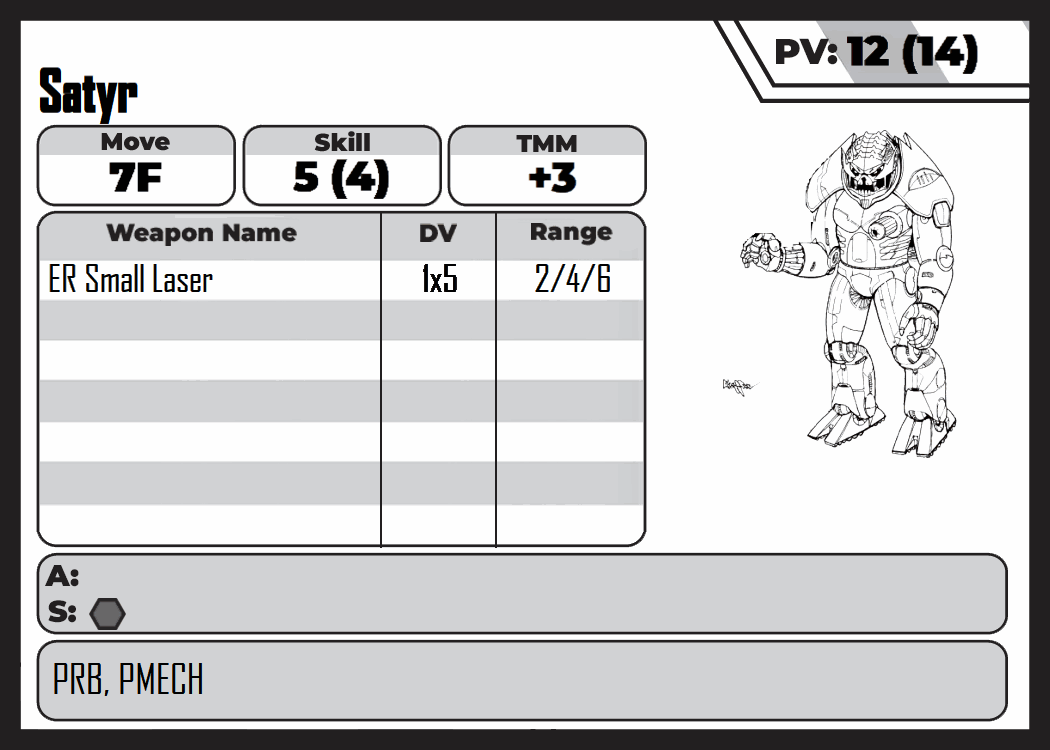 PV: 12 (14)
Satyr
Move
7F
Skill
5 (4)
TMM
+3
Weapon Name DV Range
ER Small Laser 1x5 2/4/6
A:
S:
PRB, PMECH